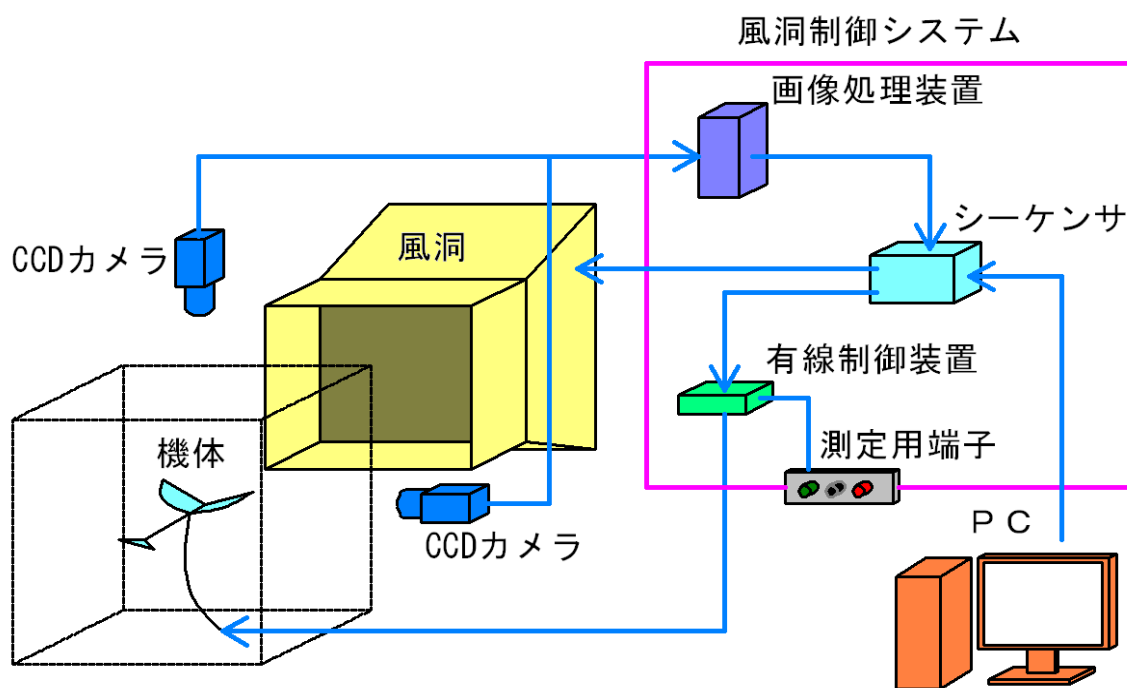 風洞制御システム
画像処理装置
シーケンサ
CCDカメラ
風洞
有線制御装置
機体
測定用端子
CCDカメラ
ＰＣ